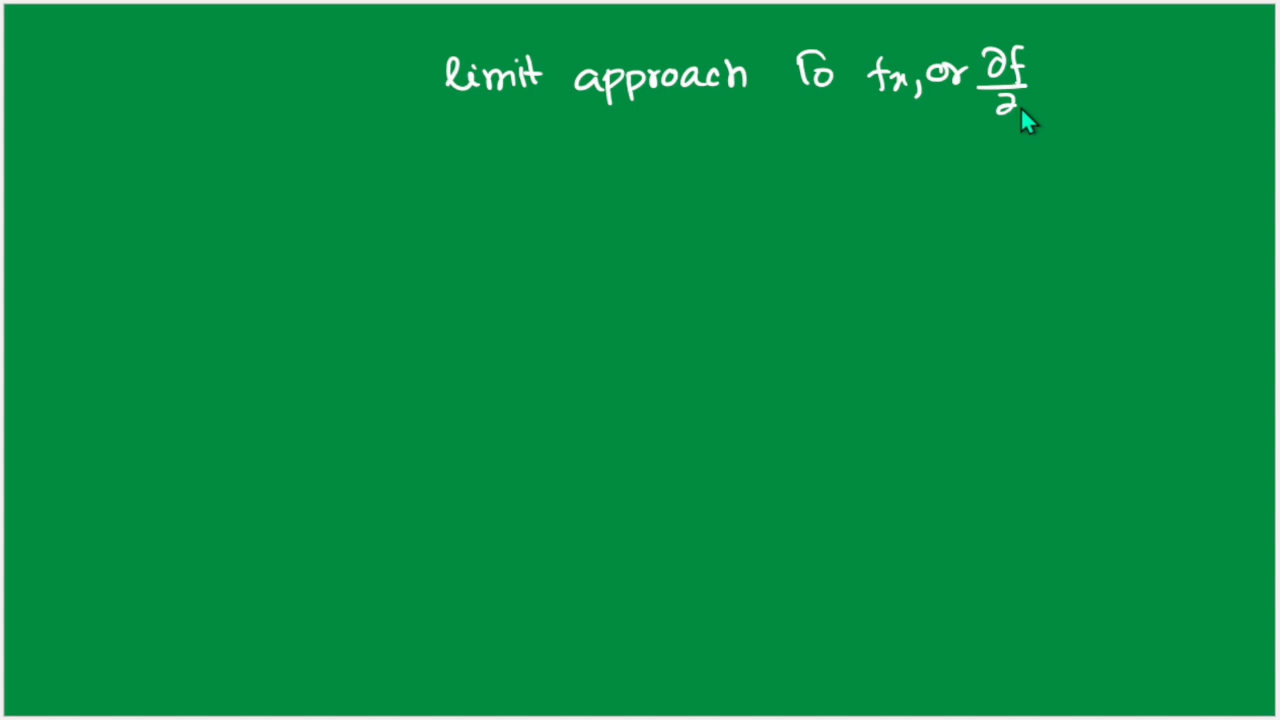 limit approach To fx, or ∂f/∂